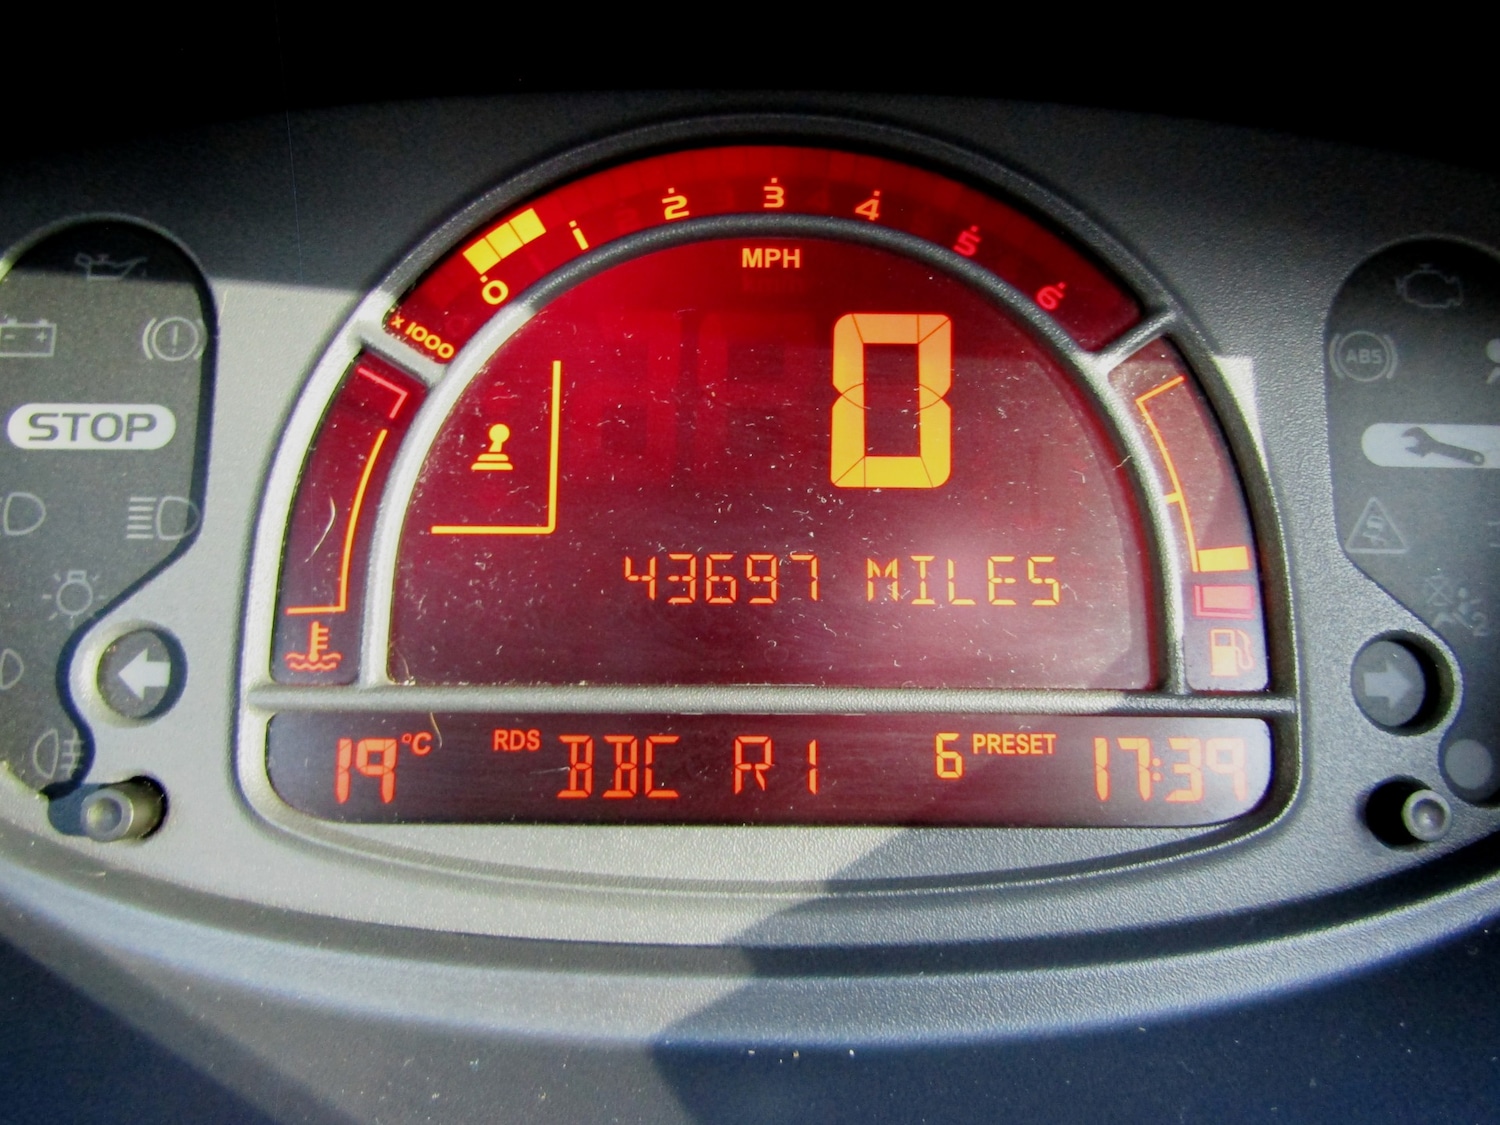 1 2 3 4 5 6
0
x1000
MPH
0
STOP
ABS
43697 MILES
19°C RDS BBC R1 6 PRESET 17:39